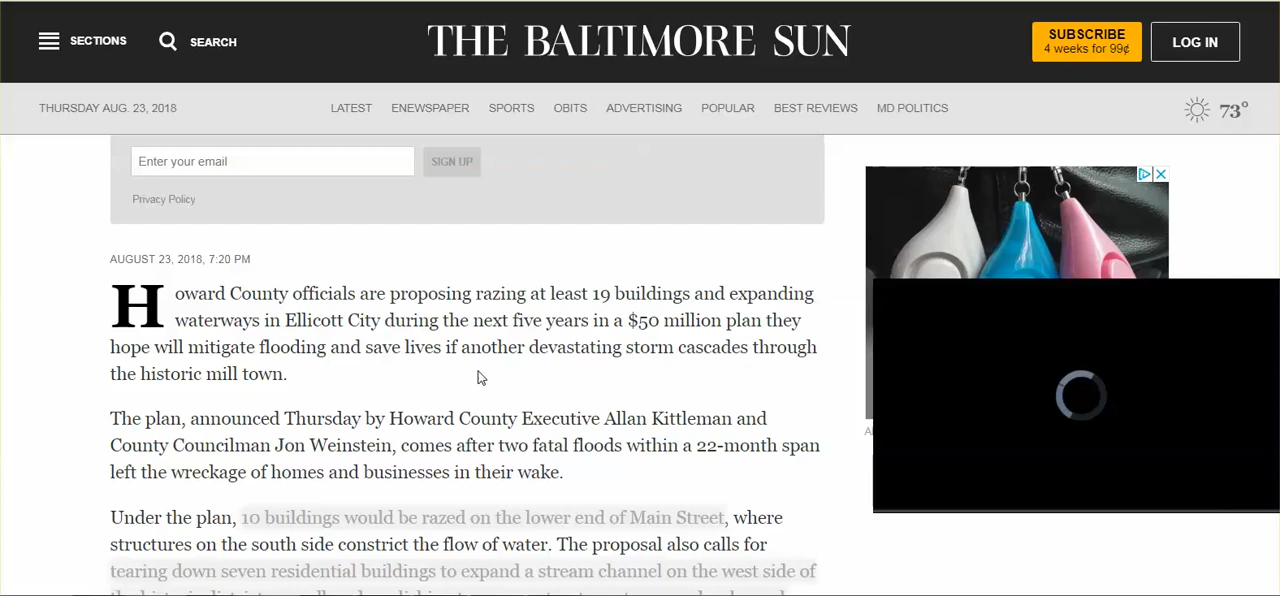 SECTIONS
SEARCH
THE BALTIMORE SUN
SUBSCRIBE
4 weeks for 99¢
LOG IN
THURSDAY AUG. 23, 2018
LATEST
ENEWSPAPER
SPORTS
OBITS
ADVERTISING
POPULAR
BEST REVIEWS
MD POLITICS
73°
Enter your email
SIGN UP
Privacy Policy
AUGUST 23, 2018, 7:20 PM
Howard County officials are proposing razing at least 19 buildings and expanding
waterways in Ellicott City during the next five years in a $50 million plan they
hope will mitigate flooding and save lives if another devastating storm cascades through
the historic mill town.
The plan, announced Thursday by Howard County Executive Allan Kittleman and
County Councilman Jon Weinstein, comes after two fatal floods within a 22-month span
left the wreckage of homes and businesses in their wake.
Under the plan, 10 buildings would be razed on the lower end of Main Street, where
structures on the south side constrict the flow of water. The proposal also calls for
tearing down seven residential buildings to expand a stream channel on the west side of